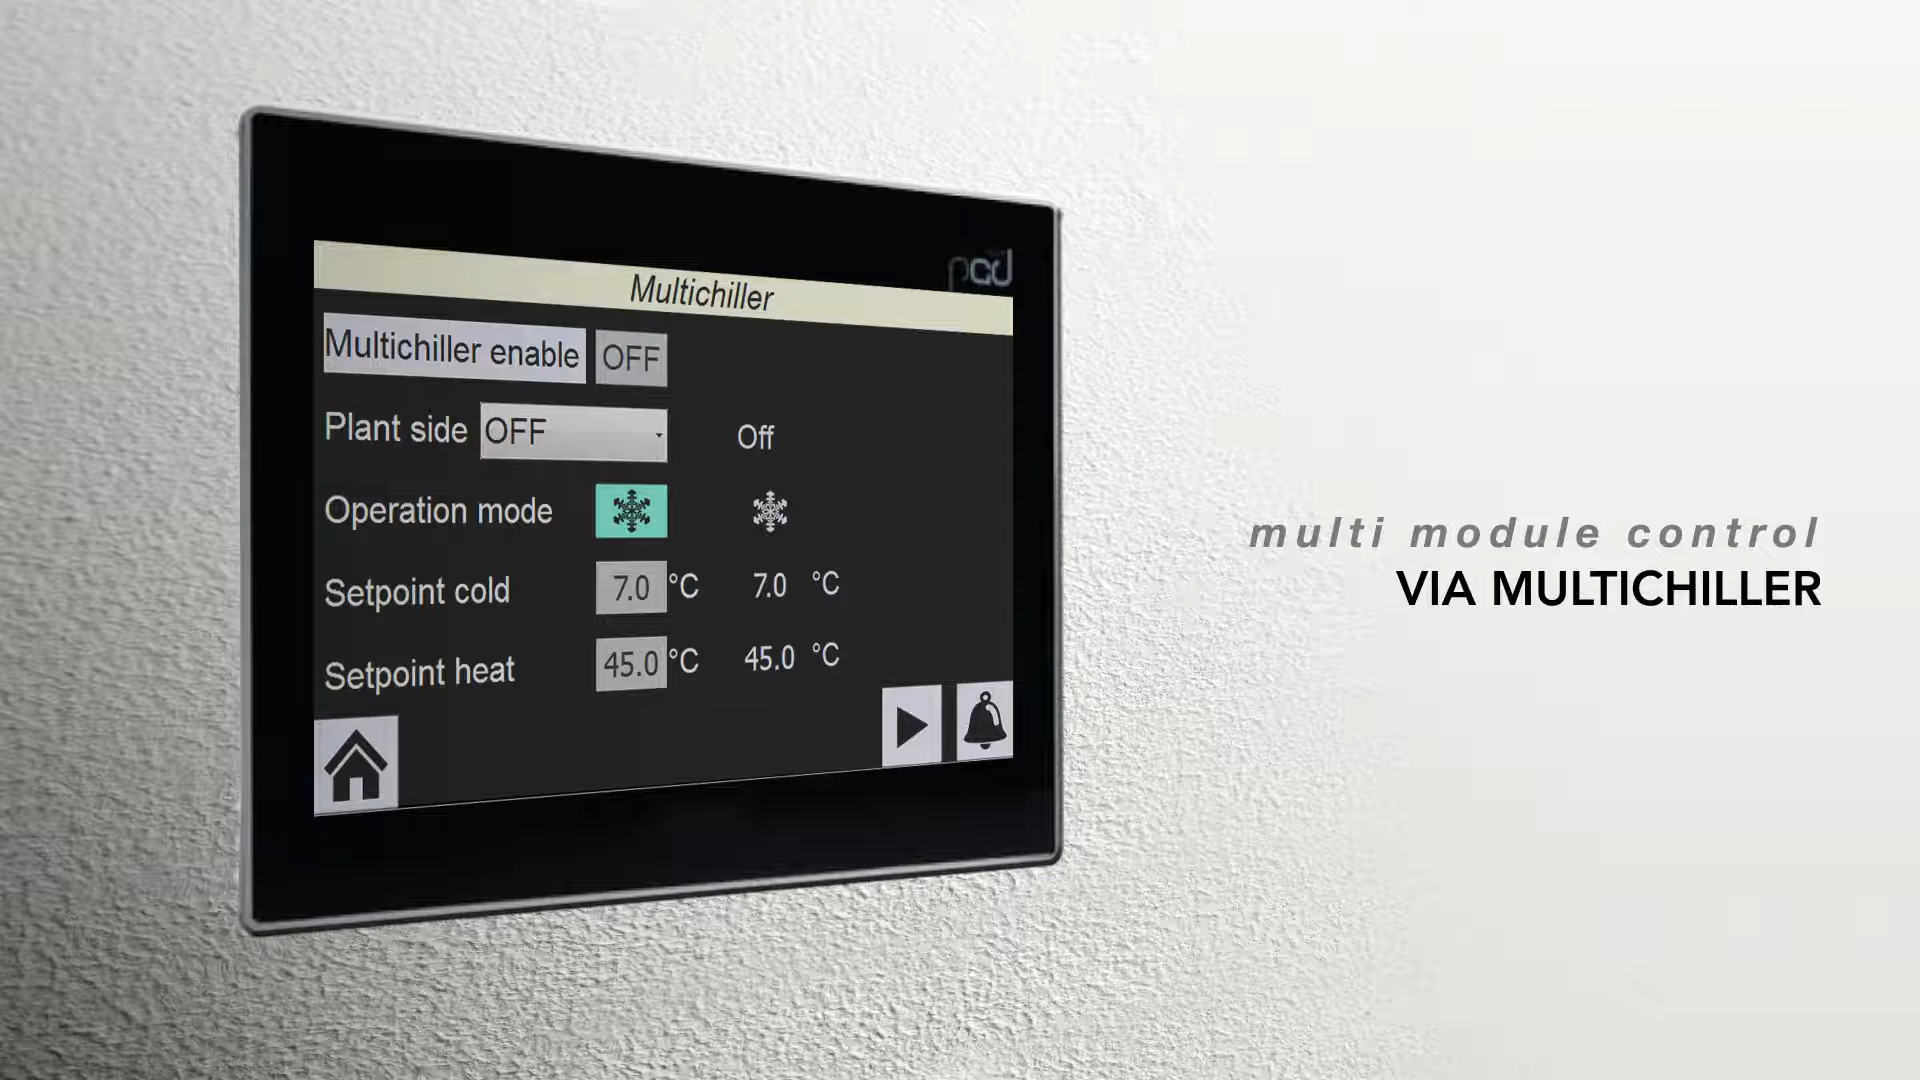 pGD
Multichiller
Multichiller enable OFF
Plant side OFF Off
Operation mode
Setpoint cold 7.0 °C 7.0 °C
Setpoint heat 45.0 °C 45.0 °C
multi module control
VIA MULTICHILLER